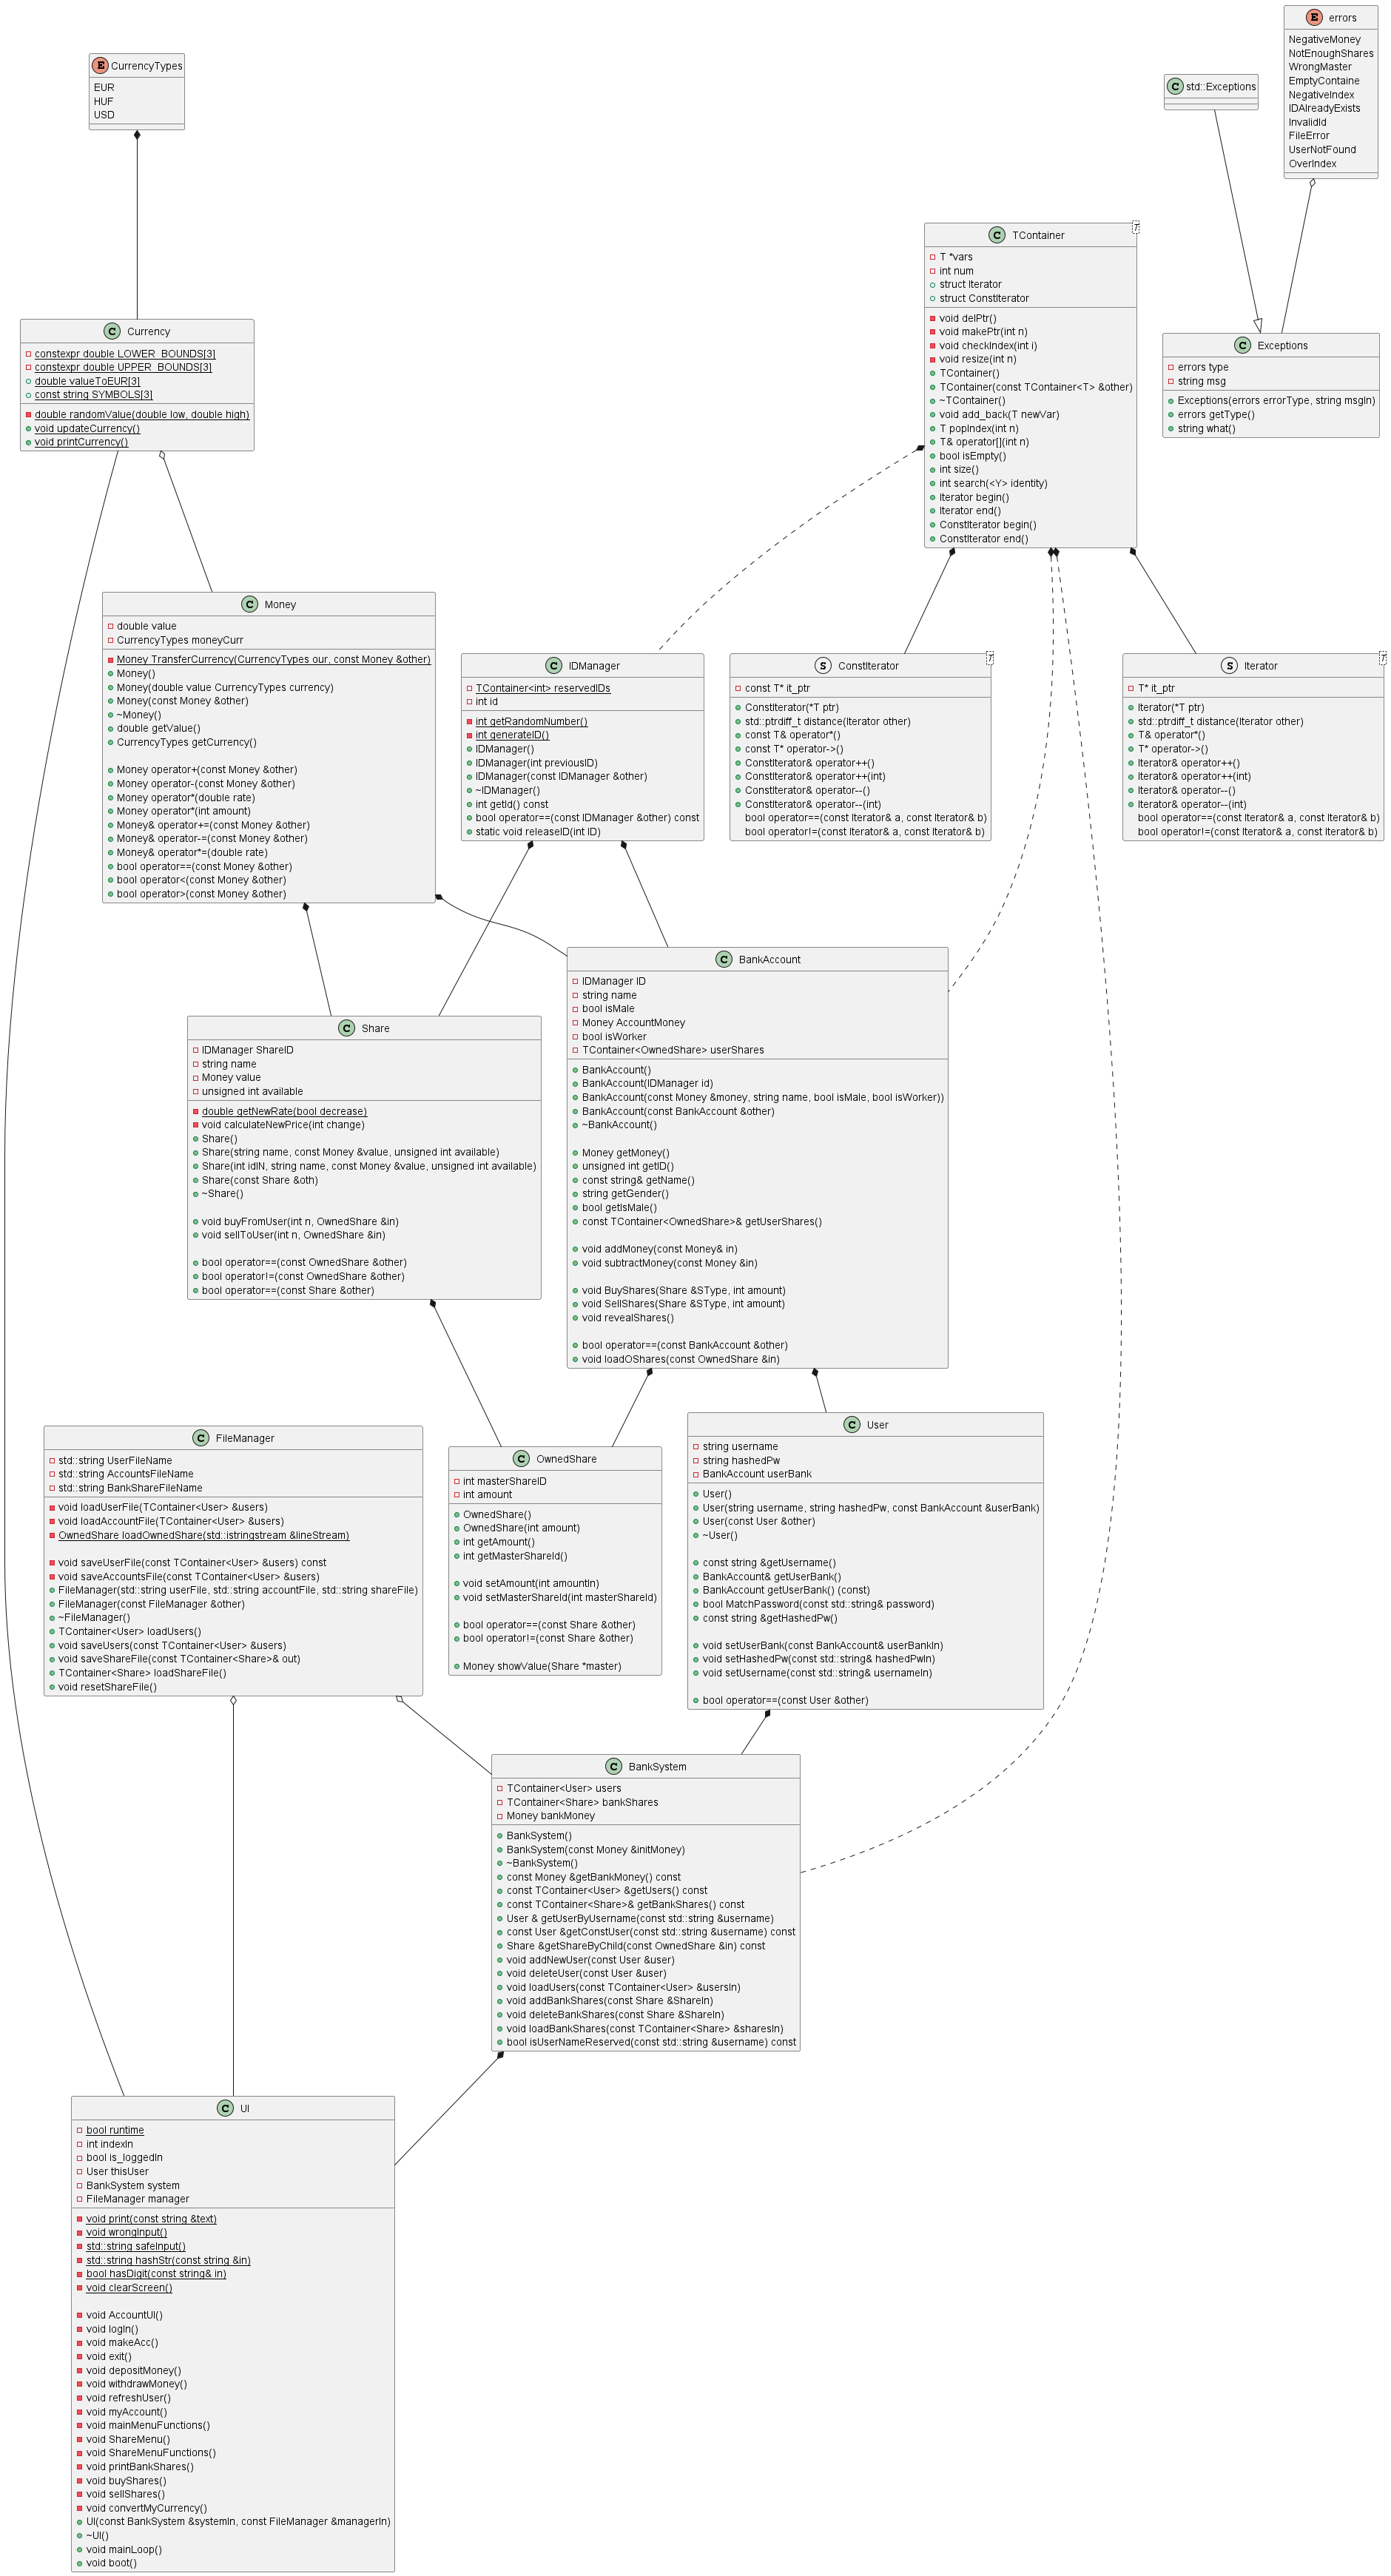 E errors
NegativeMoney
NotEnoughShares
WrongMaster
EmptyContaine
NegativeIndex
IDAlreadyExists
InvalidId
FileError
UserNotFound
OverIndex
E CurrencyTypes
EUR
HUF
USD
C std::Exceptions
C TContainer
T
T *vars
int num
struct Iterator
struct ConstIterator
void delPtr()
void makePtr(int n)
void checkIndex(int i)
void resize(int n)
TContainer()
TContainer(const TContainer<T> &other)
~TContainer()
void add_back(T newVar)
T popIndex(int n)
T& operator[](int n)
bool isEmpty()
int size()
int search(<Y> identity)
Iterator begin()
Iterator end()
ConstIterator begin()
ConstIterator end()
C Currency
constexpr double LOWER_BOUNDS[3]
constexpr double UPPER_BOUNDS[3]
double valueToEUR[3]
const string SYMBOLS[3]
double randomValue(double low, double high)
void updateCurrency()
void printCurrency()
C Exceptions
errors type
string msg
Exceptions(errors errorType, string msgIn)
errors getType()
string what()
C Money
double value
CurrencyTypes moneyCurr
Money TransferCurrency(CurrencyTypes our, const Money &other)
Money()
Money(double value CurrencyTypes currency)
Money(const Money &other)
~Money()
double getValue()
CurrencyTypes getCurrency()
Money operator+(const Money &other)
Money operator-(const Money &other)
Money operator*(double rate)
Money operator*(int amount)
Money& operator+=(const Money &other)
Money& operator-=(const Money &other)
Money& operator*=(double rate)
bool operator==(const Money &other)
bool operator<(const Money &other)
bool operator>(const Money &other)
C IDManager
TContainer<int> reservedIDs
int id
int getRandomNumber()
int generateID()
IDManager()
IDManager(int previousID)
IDManager(const IDManager &other)
~IDManager()
int getId() const
bool operator==(const IDManager &other) const
static void releaseID(int ID)
S ConstIterator
T
const T* it_ptr
ConstIterator(*T ptr)
std::ptrdiff_t distance(Iterator other)
const T& operator*()
const T* operator->()
ConstIterator& operator++()
ConstIterator& operator++(int)
ConstIterator& operator--()
ConstIterator& operator--(int)
bool operator==(const Iterator& a, const Iterator& b)
bool operator!=(const Iterator& a, const Iterator& b)
S Iterator
T
T* it_ptr
Iterator(*T ptr)
std::ptrdiff_t distance(Iterator other)
T& operator*()
T* operator->()
Iterator& operator++()
Iterator& operator++(int)
Iterator& operator--()
Iterator& operator--(int)
bool operator==(const Iterator& a, const Iterator& b)
bool operator!=(const Iterator& a, const Iterator& b)
C BankAccount
IDManager ID
string name
bool isMale
Money AccountMoney
bool isWorker
TContainer<OwnedShare> userShares
BankAccount()
BankAccount(IDManager id)
BankAccount(const Money &money, string name, bool isMale, bool isWorker))
BankAccount(const BankAccount &other)
~BankAccount()
Money getMoney()
unsigned int getID()
const string& getName()
string getGender()
bool getIsMale()
const TContainer<OwnedShare>& getUserShares()
void addMoney(const Money& in)
void subtractMoney(const Money &in)
void BuyShares(Share &SType, int amount)
void SellShares(Share &SType, int amount)
void revealShares()
bool operator==(const BankAccount &other)
void loadOShares(const OwnedShare &in)
C Share
IDManager ShareID
string name
Money value
unsigned int available
double getNewRate(bool decrease)
void calculateNewPrice(int change)
Share()
Share(string name, const Money &value, unsigned int available)
Share(int idIN, string name, const Money &value, unsigned int available)
Share(const Share &oth)
~Share()
void buyFromUser(int n, OwnedShare &in)
void sellToUser(int n, OwnedShare &in)
bool operator==(const OwnedShare &other)
bool operator!=(const OwnedShare &other)
bool operator==(const Share &other)
C User
string username
string hashedPw
BankAccount userBank
User()
User(string username, string hashedPw, const BankAccount &userBank)
User(const User &other)
~User()
const string &getUsername()
BankAccount& getUserBank()
BankAccount getUserBank() (const)
bool MatchPassword(const std::string& password)
const string &getHashedPw()
void setUserBank(const BankAccount& userBankIn)
void setHashedPw(const std::string& hashedPwIn)
void setUsername(const std::string& usernameIn)
bool operator==(const User &other)
C FileManager
std::string UserFileName
std::string AccountsFileName
std::string BankShareFileName
void loadUserFile(TContainer<User> &users)
void loadAccountFile(TContainer<User> &users)
OwnedShare loadOwnedShare(std::istringstream &lineStream)
void saveUserFile(const TContainer<User> &users) const
void saveAccountsFile(const TContainer<User> &users)
FileManager(std::string userFile, std::string accountFile, std::string shareFile)
FileManager(const FileManager &other)
~FileManager()
TContainer<User> loadUsers()
void saveUsers(const TContainer<User> &users)
void saveShareFile(const TContainer<Share>& out)
TContainer<Share> loadShareFile()
void resetShareFile()
C OwnedShare
int masterShareID
int amount
OwnedShare()
OwnedShare(int amount)
int getAmount()
int getMasterShareId()
void setAmount(int amountIn)
void setMasterShareId(int masterShareId)
bool operator==(const Share &other)
bool operator!=(const Share &other)
Money showValue(Share *master)
C BankSystem
TContainer<User> users
TContainer<Share> bankShares
Money bankMoney
BankSystem()
BankSystem(const Money &initMoney)
~BankSystem()
const Money &getBankMoney() const
const TContainer<User> &getUsers() const
const TContainer<Share>& getBankShares() const
User & getUserByUsername(const std::string &username)
const User &getConstUser(const std::string &username) const
Share &getShareByChild(const OwnedShare &in) const
void addNewUser(const User &user)
void deleteUser(const User &user)
void loadUsers(const TContainer<User> &usersIn)
void addBankShares(const Share &ShareIn)
void deleteBankShares(const Share &ShareIn)
void loadBankShares(const TContainer<Share> &sharesIn)
bool isUserNameReserved(const std::string &username) const
C UI
bool runtime
int indexIn
bool is_loggedIn
User thisUser
BankSystem system
FileManager manager
void print(const string &text)
void wrongInput()
std::string safeInput()
std::string hashStr(const string &in)
bool hasDigit(const string& in)
void clearScreen()
void AccountUI()
void logIn()
void makeAcc()
void exit()
void depositMoney()
void withdrawMoney()
void refreshUser()
void myAccount()
void mainMenuFunctions()
void ShareMenu()
void ShareMenuFunctions()
void printBankShares()
void buyShares()
void sellShares()
void convertMyCurrency()
UI(const BankSystem &systemIn, const FileManager &managerIn)
~UI()
void mainLoop()
void boot()